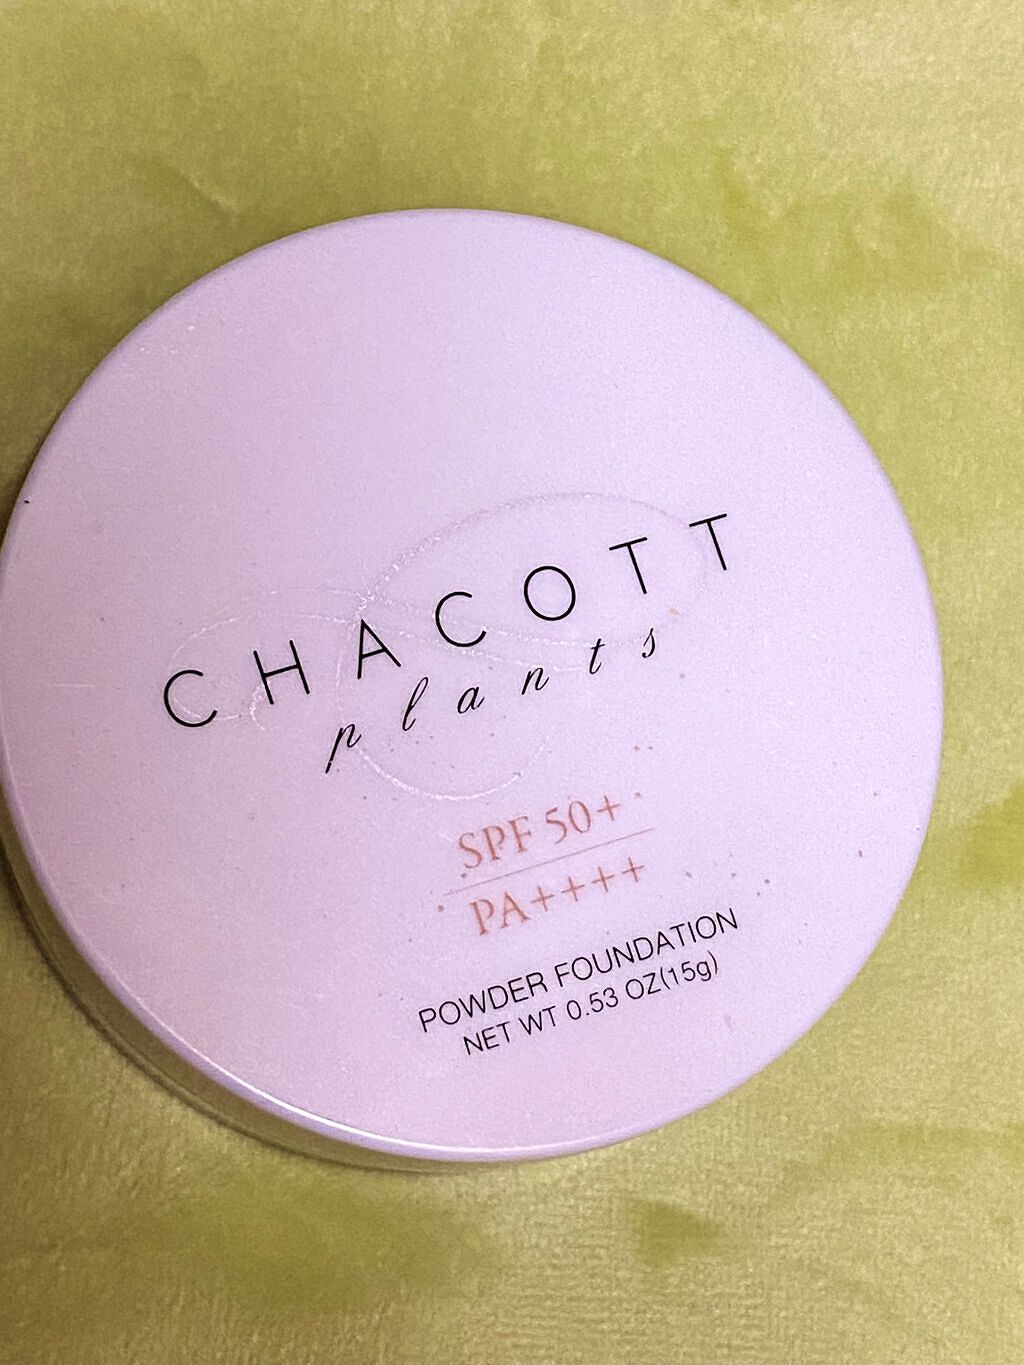 CHACOTT
plants
SPF 50+
PA++++
POWDER FOUNDATION
NET WT 0.53 OZ(15g)